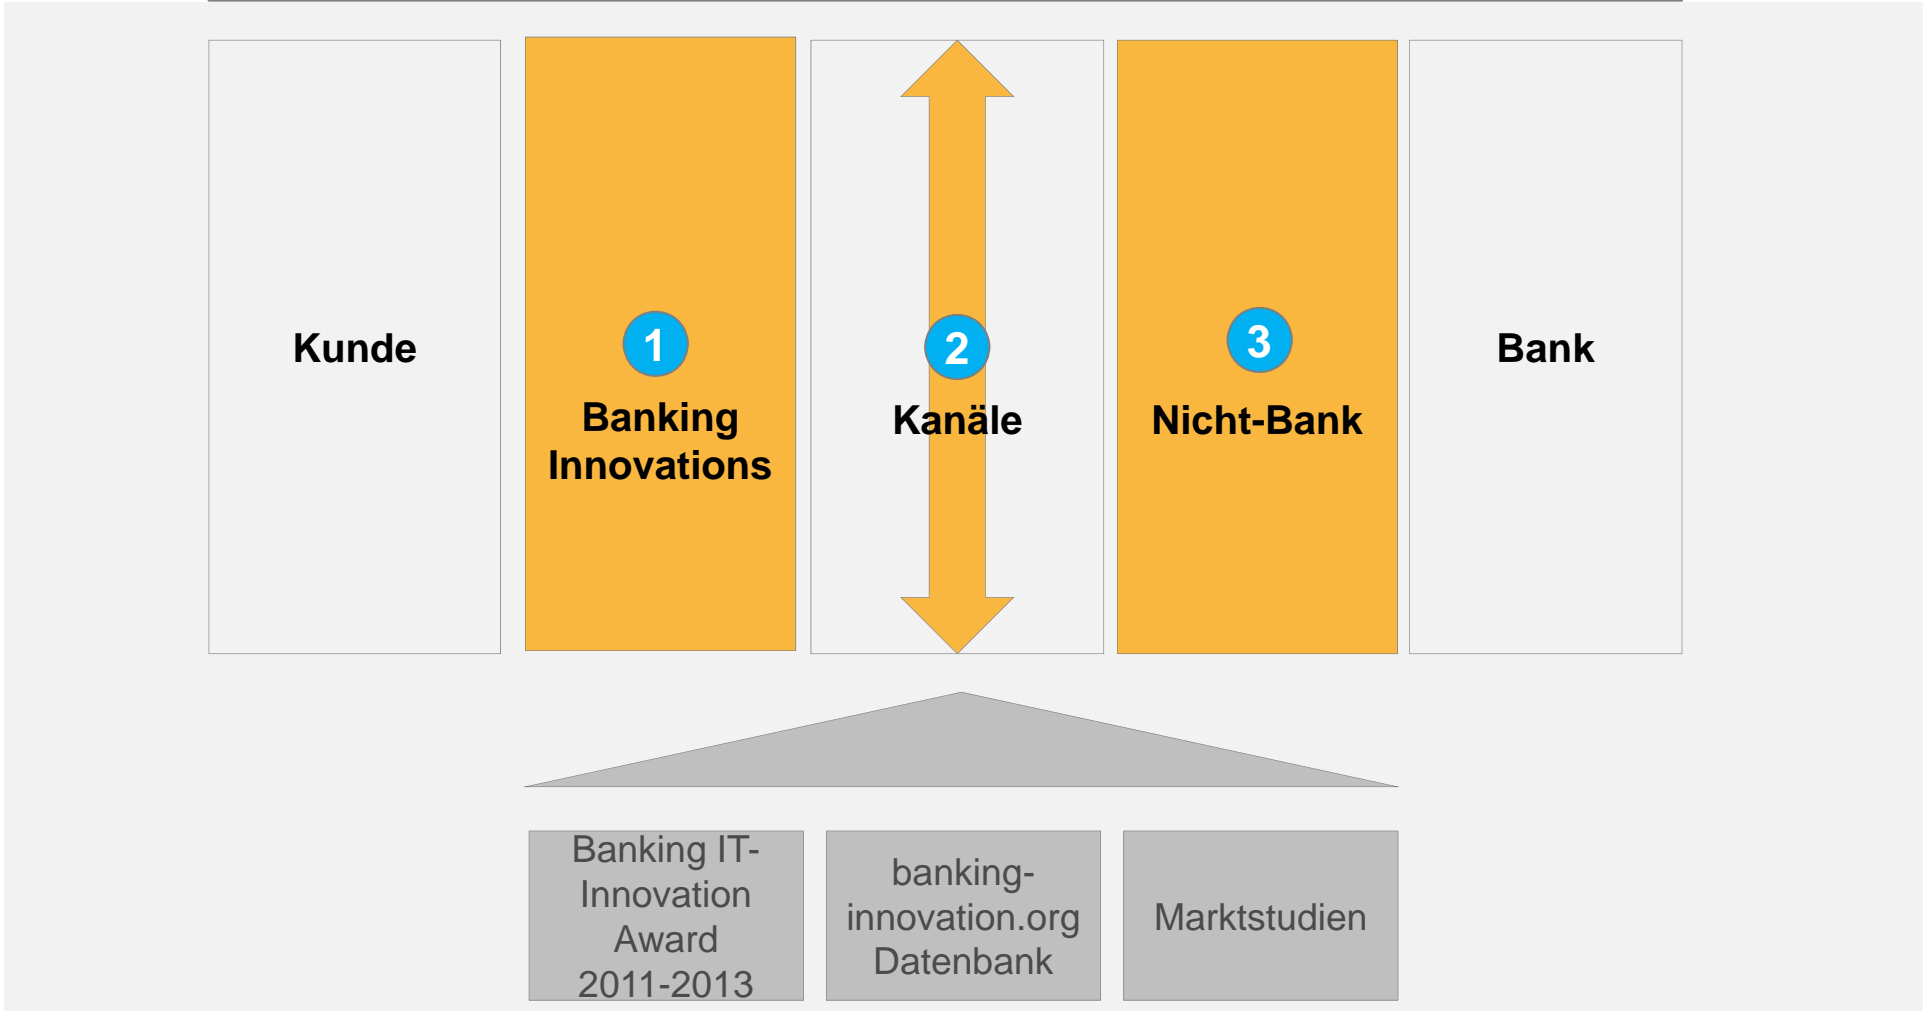 Kunde
1
Banking
Innovations
2
Kanäle
3
Nicht-Bank
Bank
Banking IT-
Innovation
Award
2011-2013
banking-
innovation.org
Datenbank
Marktstudien